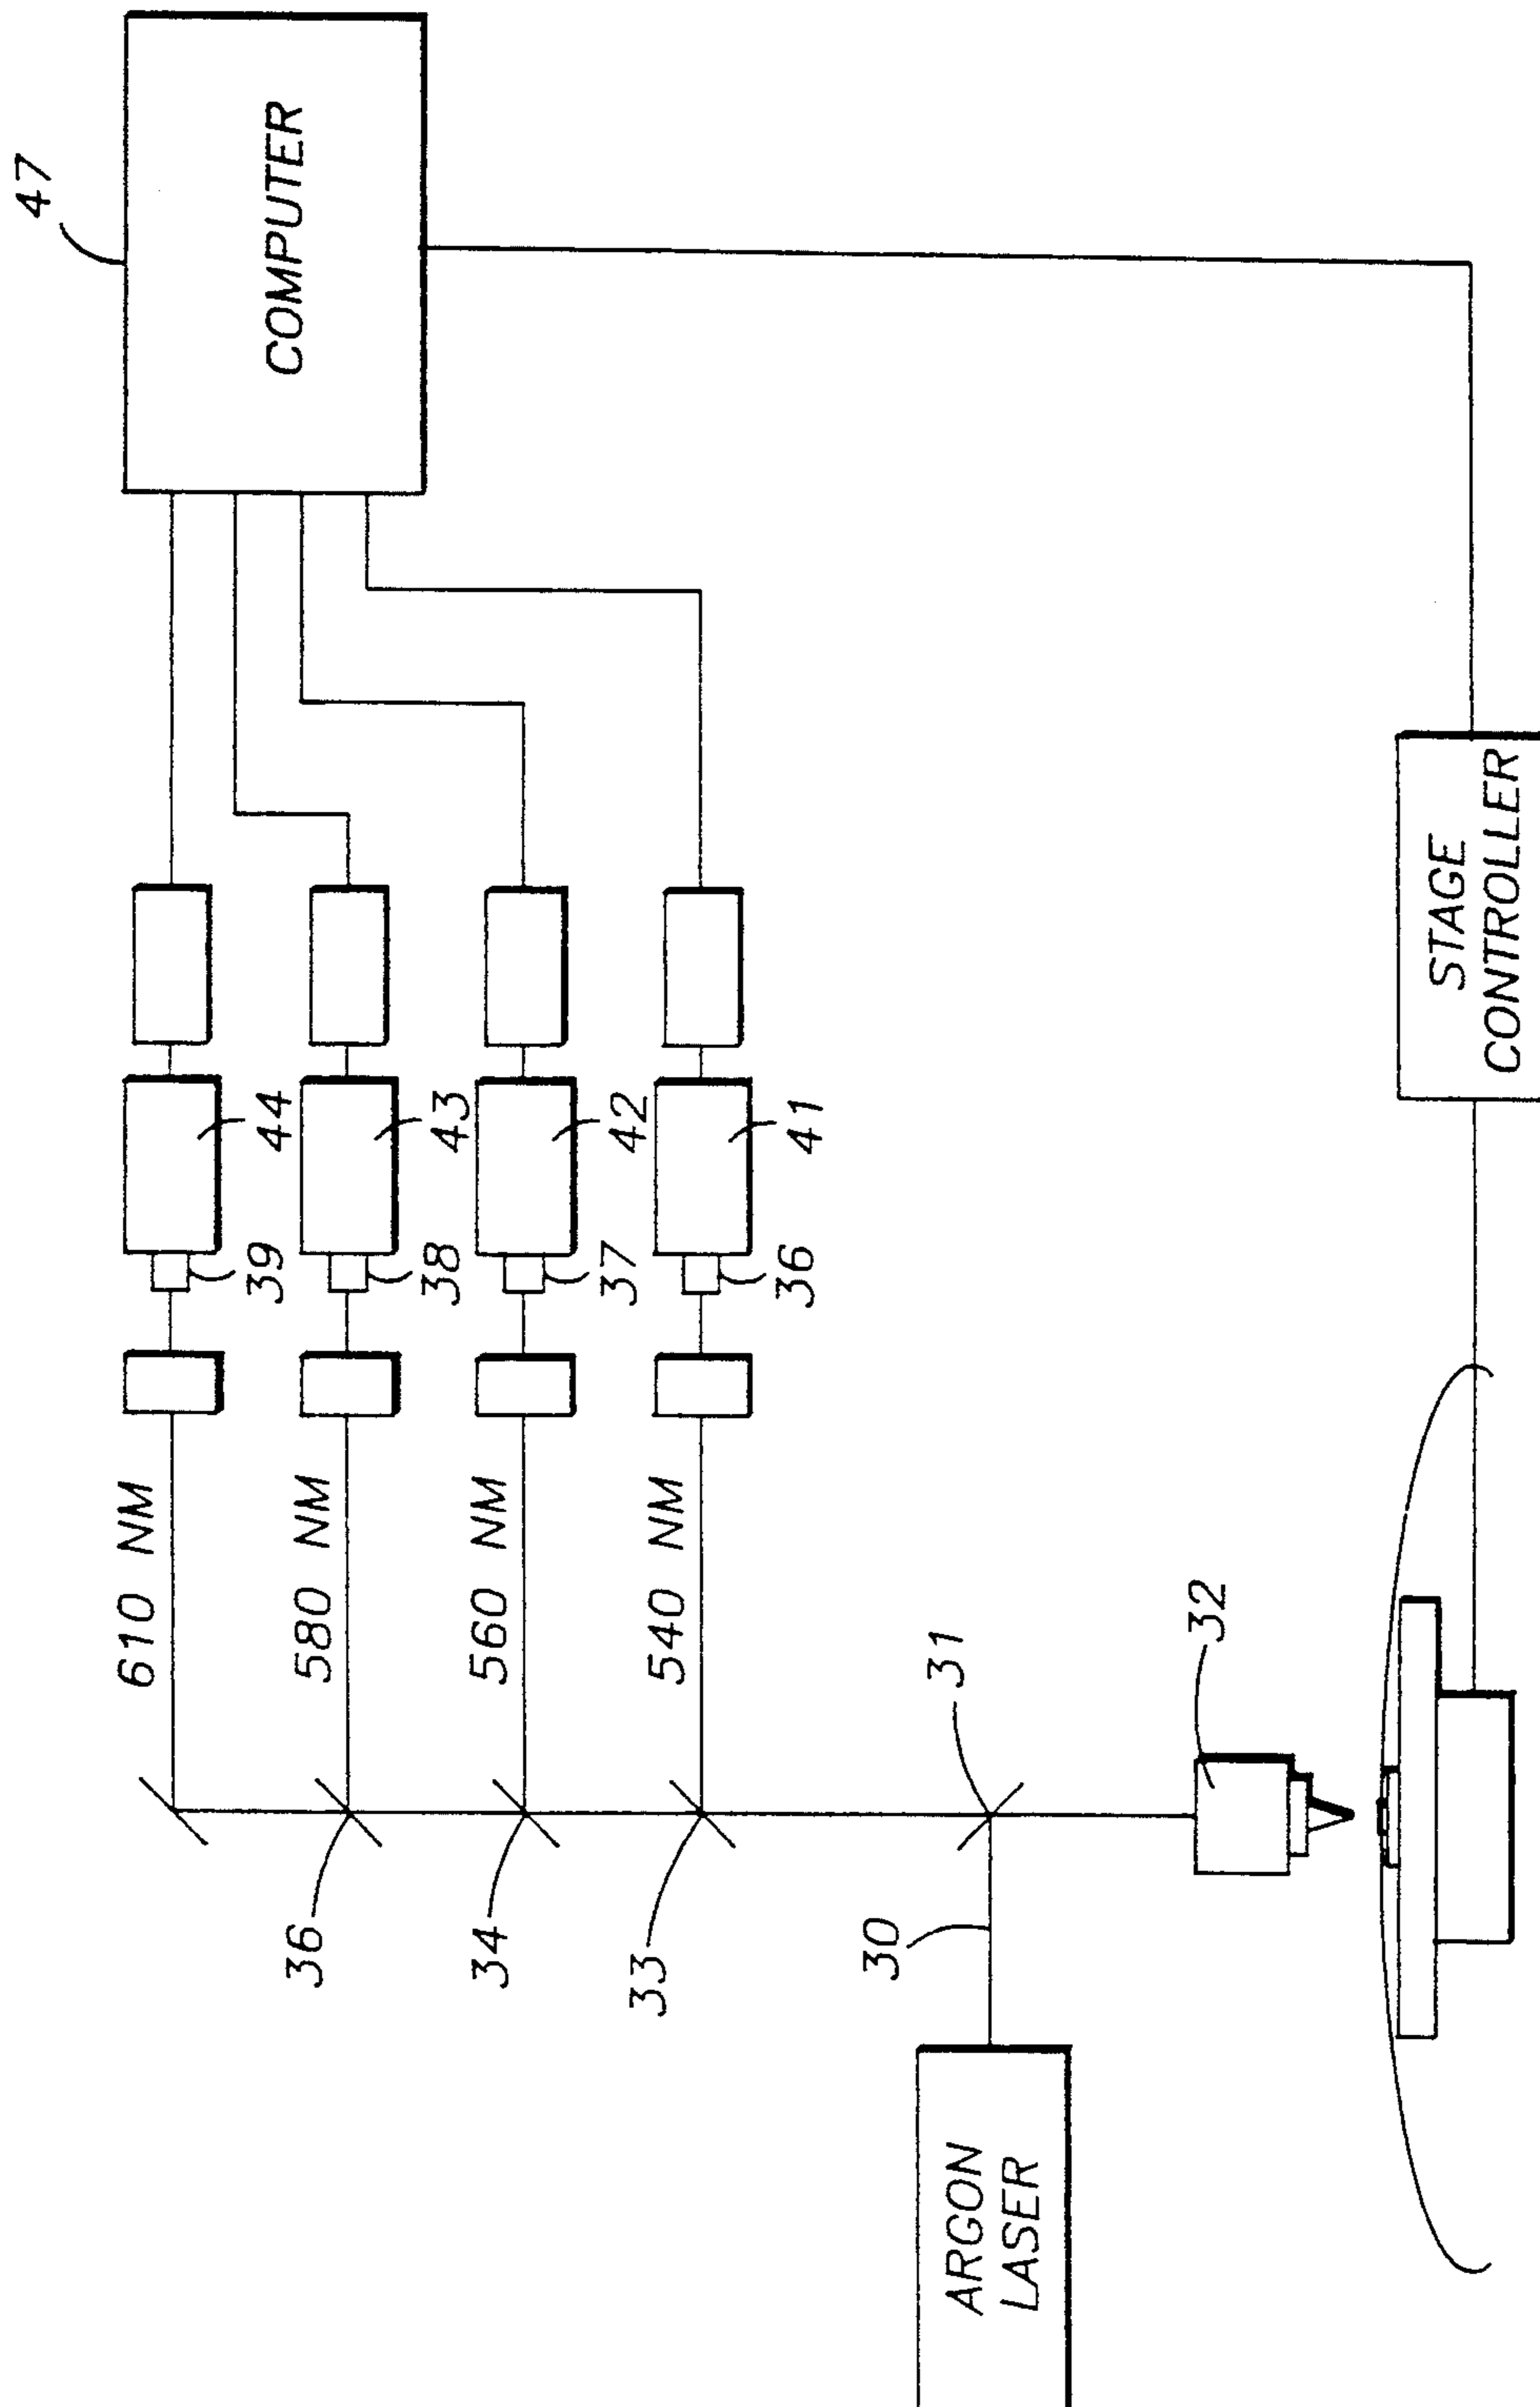 47
COMPUTER
610 NM
39
44
580 NM
38
43
560 NM
37
42
540 NM
36
41
36
34
33
31
30
32
ARGON
LASER
STAGE
CONTROLLER